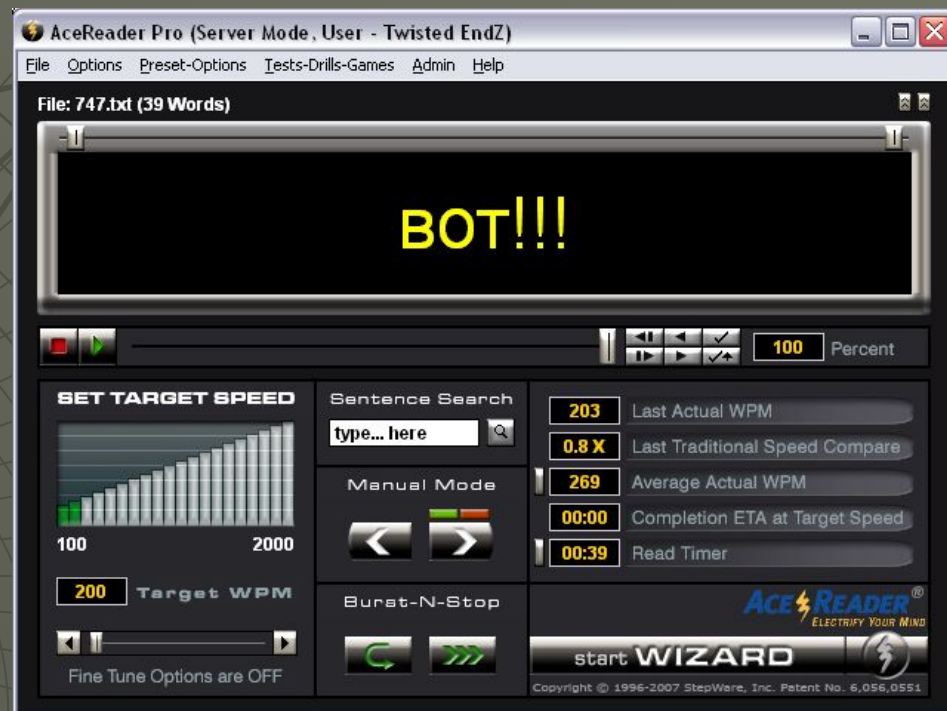 AceReader Pro (Server Mode, User - Twisted EndZ)
File Options Preset-Options Tests-Drills-Games Admin Help
File: 747.txt (39 Words)
BOT!!!
100 Percent
SET TARGET SPEED
100 2000
200 Target WPM
Fine Tune Options are OFF
Sentence Search
type... here
Manual Mode
Burst-N-Stop
203 Last Actual WPM
0.8 X Last Traditional Speed Compare
269 Average Actual WPM
00:00 Completion ETA at Target Speed
00:39 Read Timer
ACE READER®
ELECTRIFY YOUR MIND
start WIZARD
Copyright © 1996-2007 StepWare, Inc. Patent No. 6,056,0551